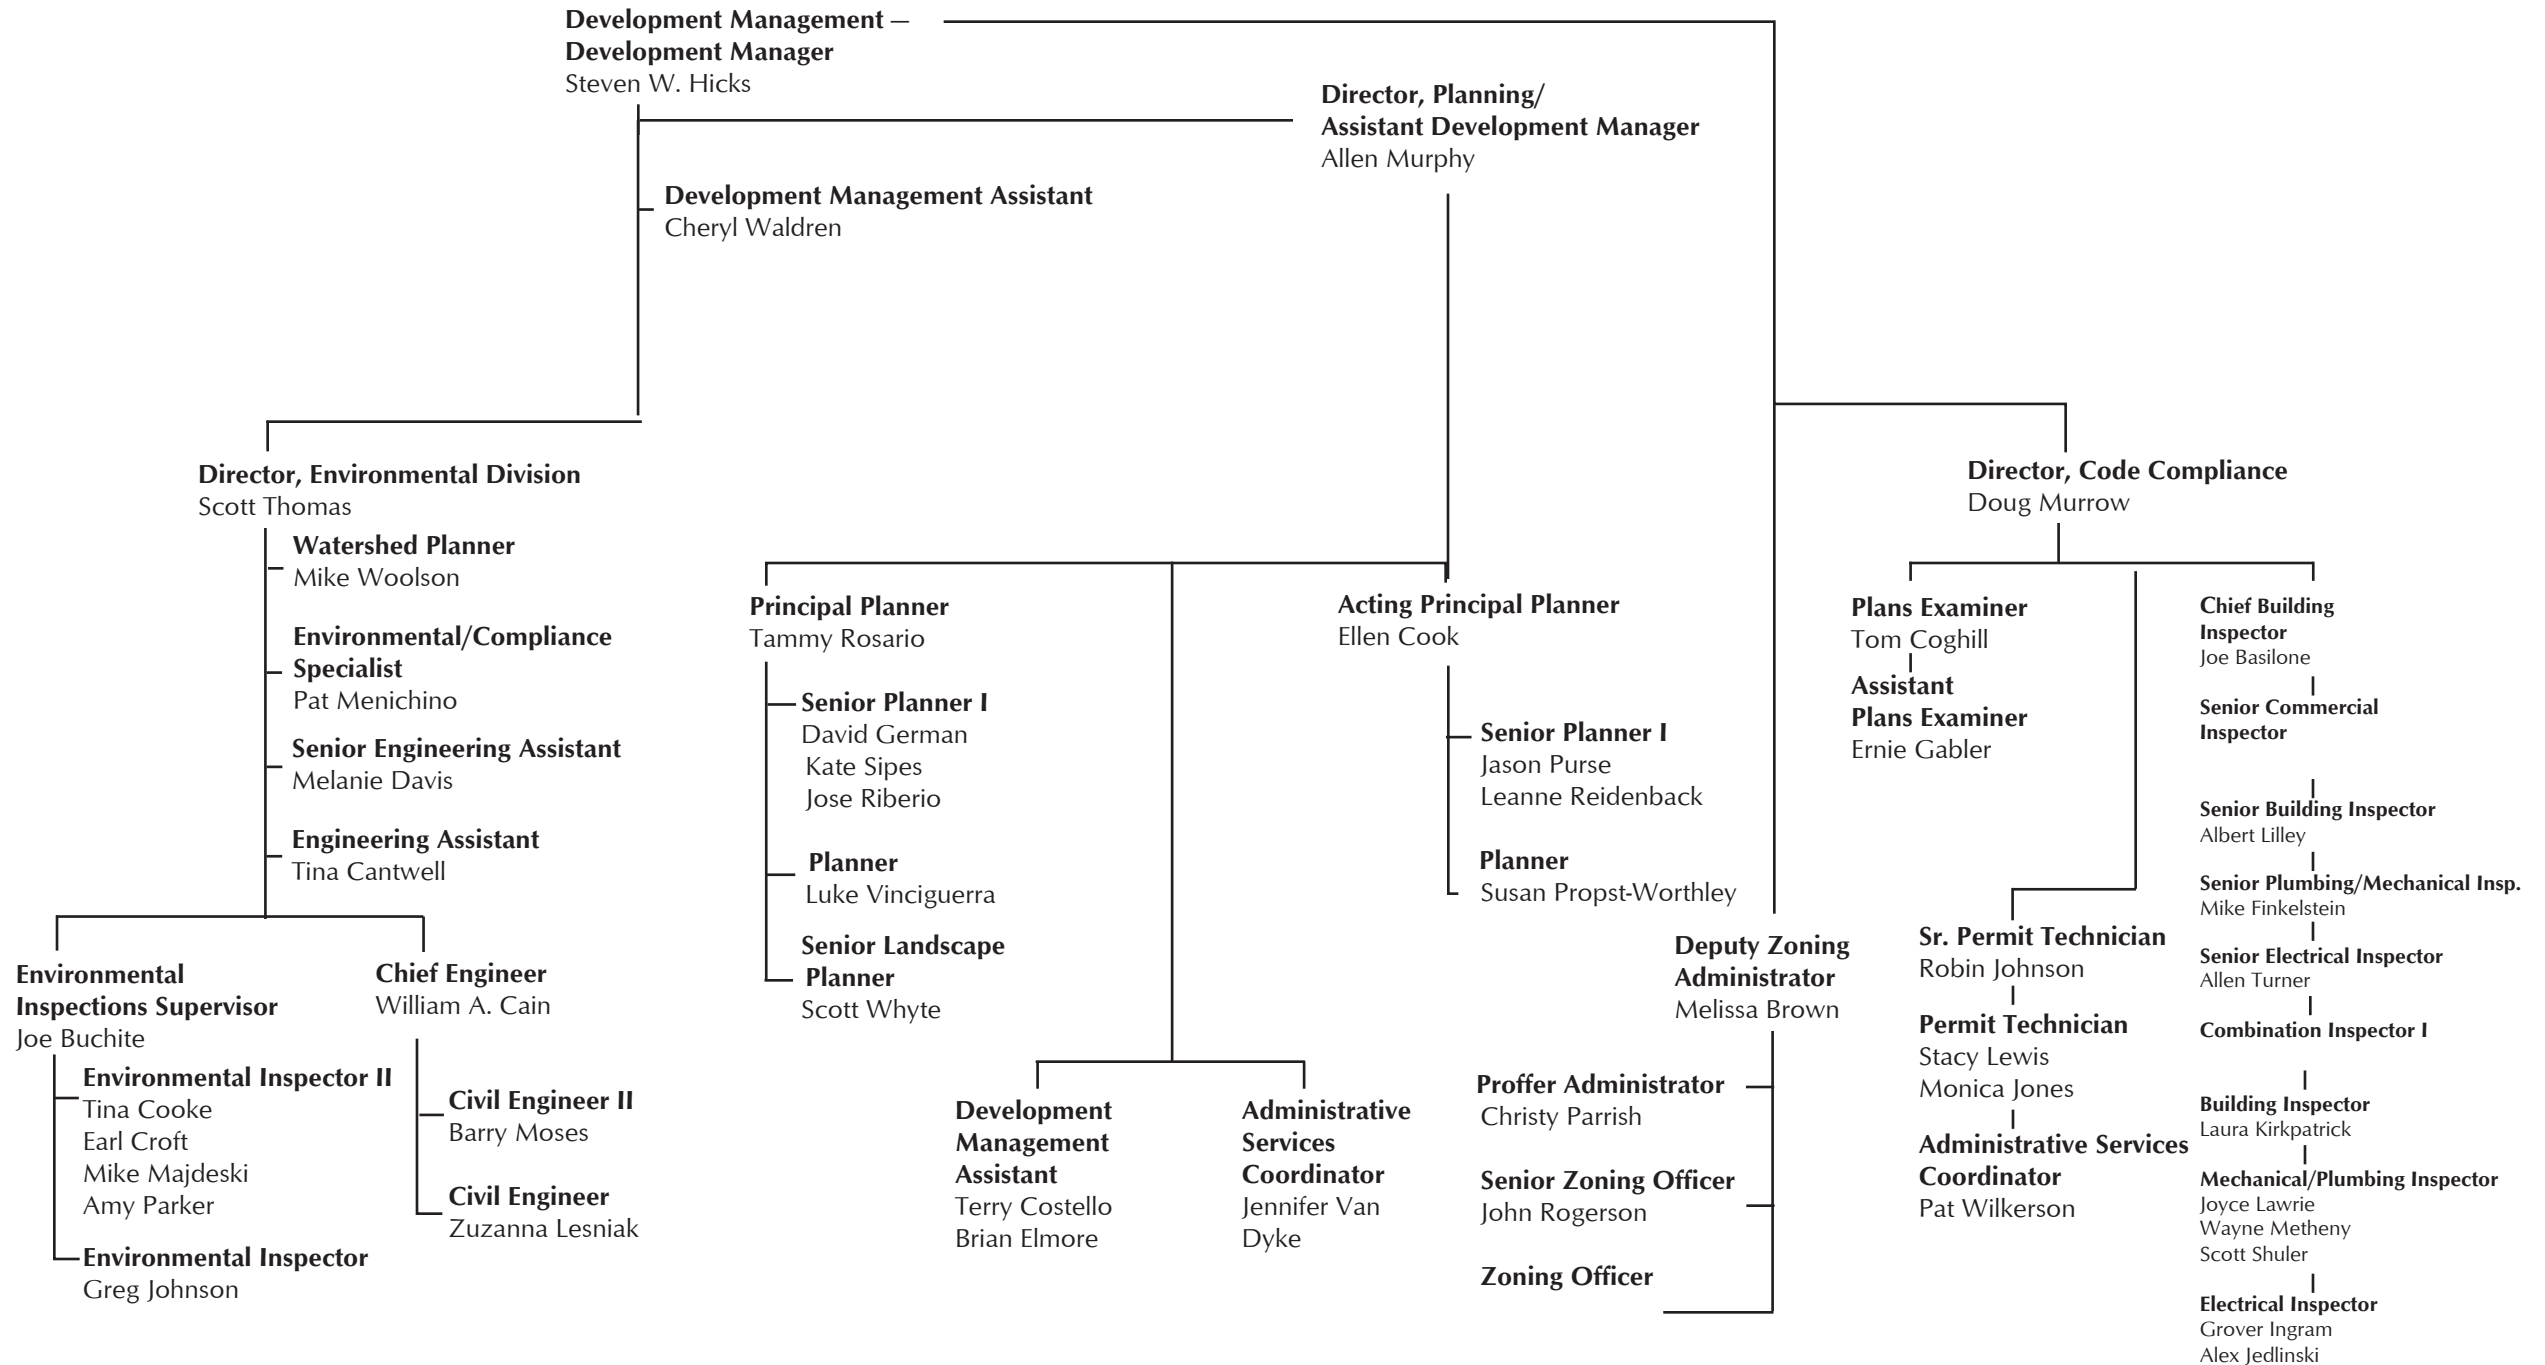 Development Management —
Development Manager
Steven W. Hicks
Director, Planning/
Assistant Development Manager
Allen Murphy
Development Management Assistant
Cheryl Waldren
Director, Environmental Division
Scott Thomas
Watershed Planner
Mike Woolson
Environmental/Compliance
Specialist
Pat Menichino
Senior Engineering Assistant
Melanie Davis
Engineering Assistant
Tina Cantwell
Environmental
Inspections Supervisor
Joe Buchite
Environmental Inspector II
Tina Cooke
Earl Croft
Mike Majdeski
Amy Parker
Environmental Inspector
Greg Johnson
Chief Engineer
William A. Cain
Civil Engineer II
Barry Moses
Civil Engineer
Zuzanna Lesniak
Principal Planner
Tammy Rosario
Senior Planner I
David German
Kate Sipes
Jose Riberio
Planner
Luke Vinciguerra
Senior Landscape
Planner
Scott Whyte
Development
Management
Assistant
Terry Costello
Brian Elmore
Administrative
Services
Coordinator
Jennifer Van
Dyke
Acting Principal Planner
Ellen Cook
Senior Planner I
Jason Purse
Leanne Reidenback
Planner
Susan Propst-Worthley
Deputy Zoning
Administrator
Melissa Brown
Proffer Administrator
Christy Parrish
Senior Zoning Officer
John Rogerson
Zoning Officer
Director, Code Compliance
Doug Murrow
Plans Examiner
Tom Coghill
Assistant
Plans Examiner
Ernie Gabler
Sr. Permit Technician
Robin Johnson
Permit Technician
Stacy Lewis
Monica Jones
Administrative Services
Coordinator
Pat Wilkerson
Chief Building
Inspector
Joe Basilone
Senior Commercial
Inspector
Senior Building Inspector
Albert Lilley
Senior Plumbing/Mechanical Insp.
Mike Finkelstein
Senior Electrical Inspector
Allen Turner
Combination Inspector I
Building Inspector
Laura Kirkpatrick
Mechanical/Plumbing Inspector
Joyce Lawrie
Wayne Metheny
Scott Shuler
Electrical Inspector
Grover Ingram
Alex Jedlinski